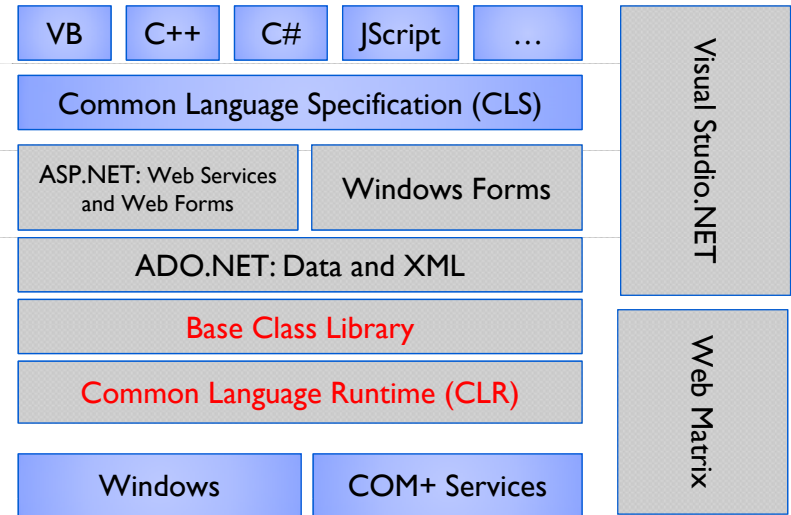 VB
C++
C#
JScript
...
Common Language Specification (CLS)
ASP.NET: Web Services
and Web Forms
Windows Forms
ADO.NET: Data and XML
Base Class Library
Common Language Runtime (CLR)
Windows
COM+ Services
Visual Studio.NET
Web Matrix